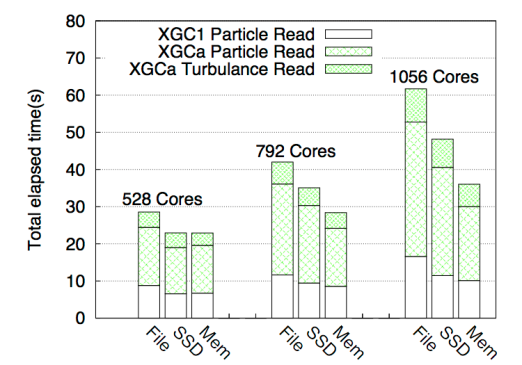 80
70
60
50
40
30
20
10
0
Total elapsed time(s)
XGC1 Particle Read
XGCa Particle Read
XGCa Turbulance Read
528 Cores
792 Cores
1056 Cores
File
SSD
Mem
File
SSD
Mem
File
SSD
Mem